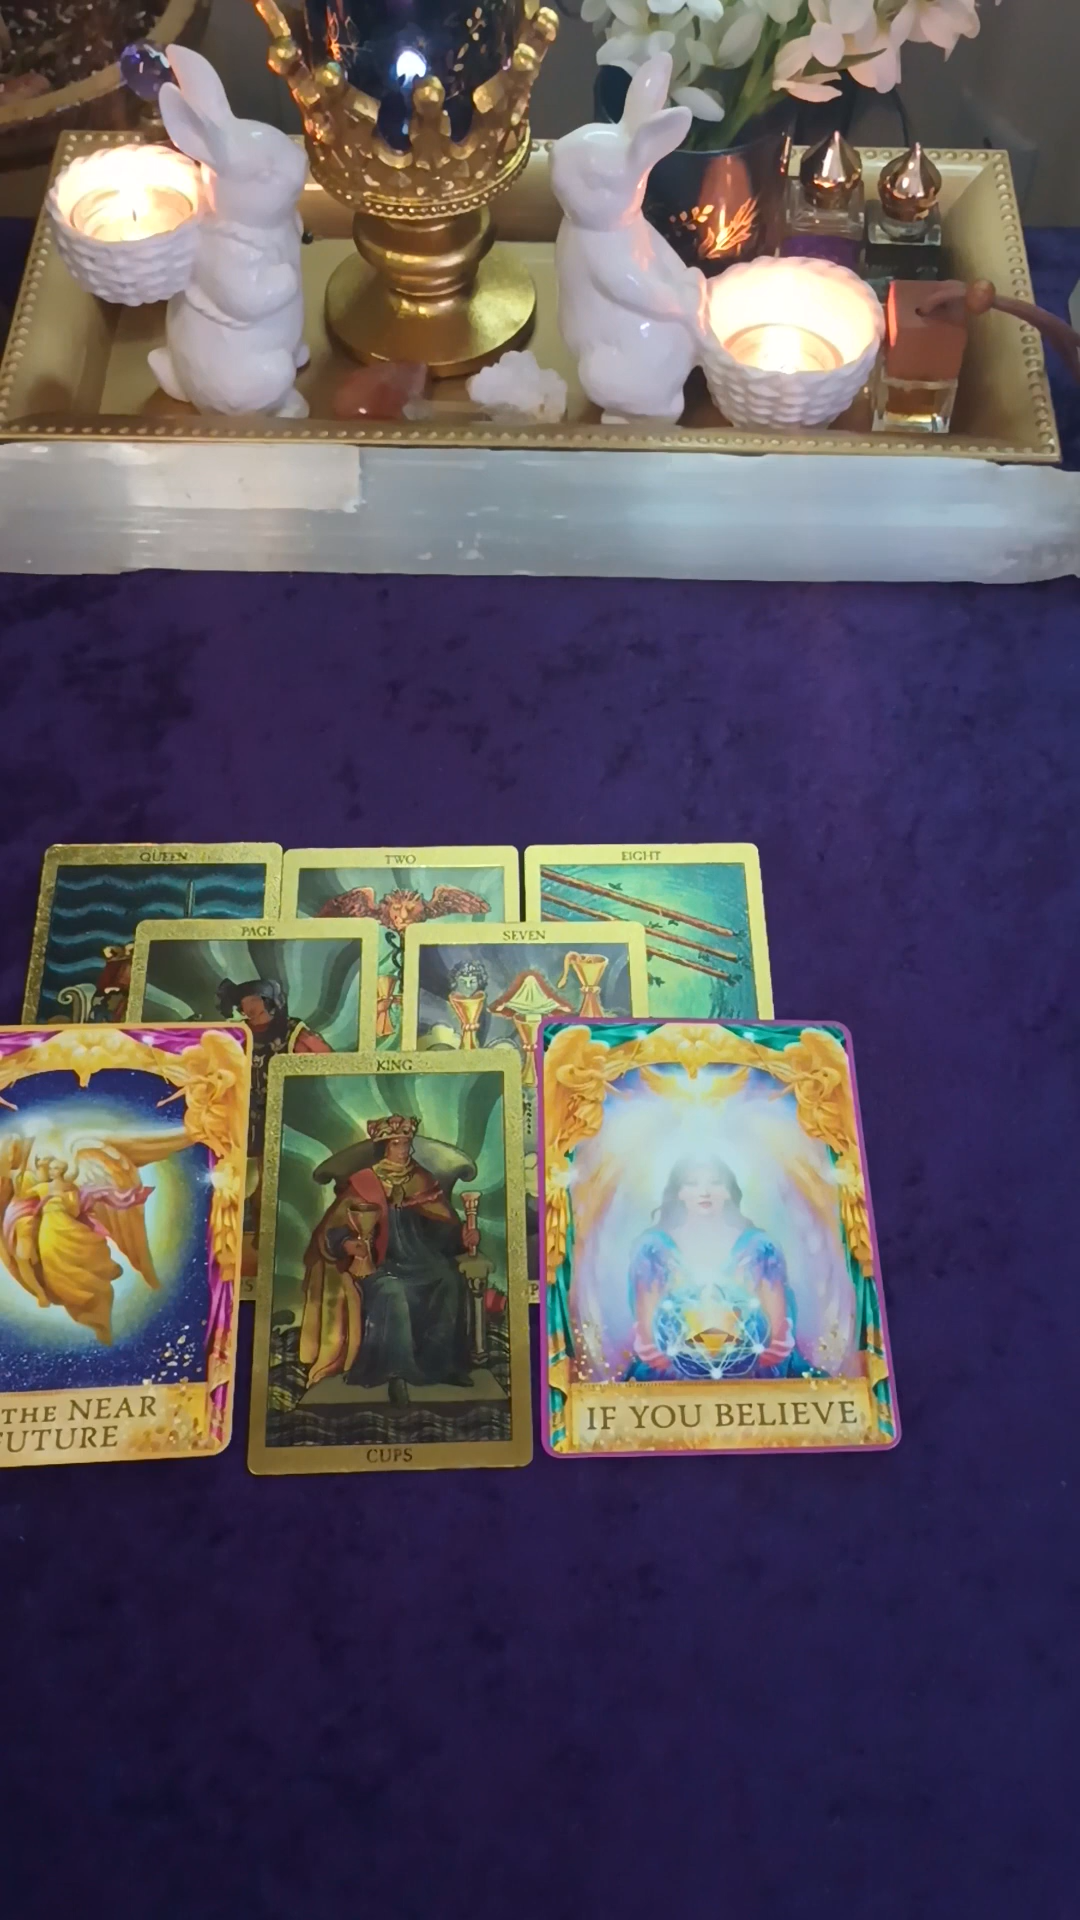 QUEEN
TWO
EIGHT
PAGE
SEVEN
KING
CUPS
THE NEAR
FUTURE
IF YOU BELIEVE